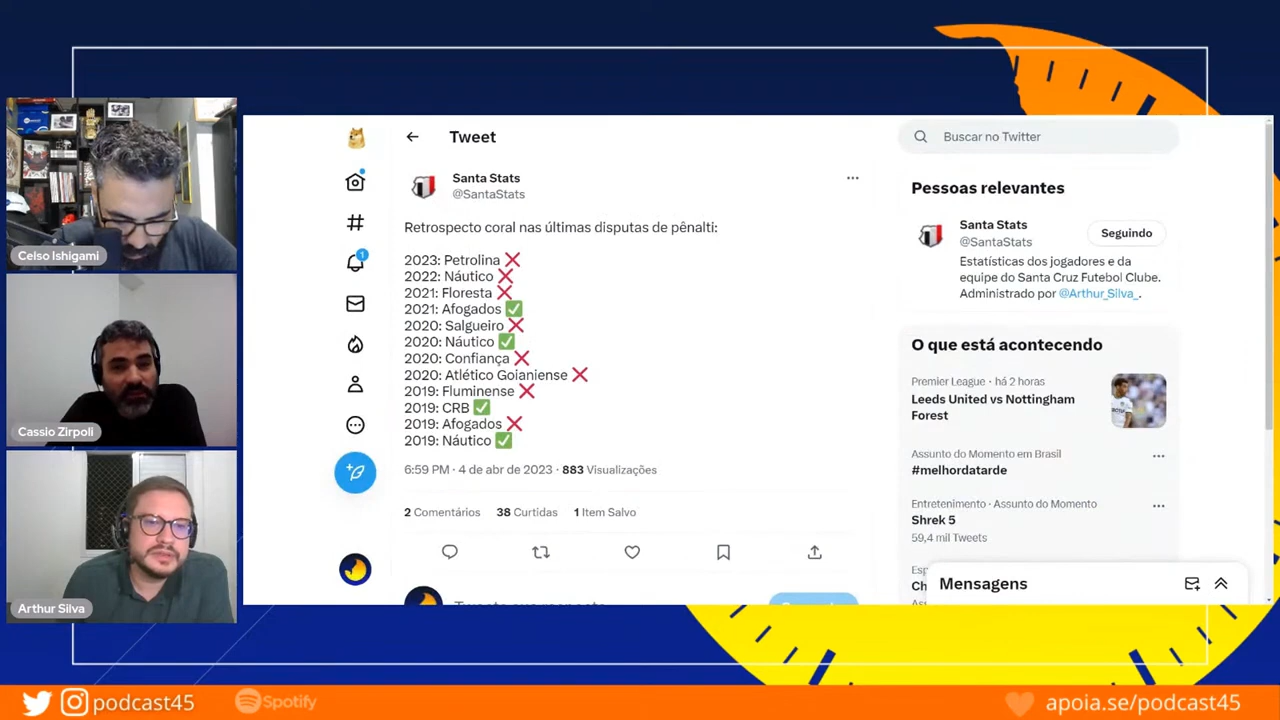 Celso Ishigami
Cassio Zirpoli
Arthur Silva
Tweet
Santa Stats
@SantaStats
Retrospecto coral nas últimas disputas de pênalti:
2023: Petrolina ❌
2022: Náutico ❌
2021: Floresta ❌
2021: Afogados ✅
2020: Salgueiro ❌
2020: Náutico ✅
2020: Confiança ❌
2020: Atlético Goianiense ❌
2019: Fluminense ❌
2019: CRB ✅
2019: Afogados ❌
2019: Náutico ✅
6:59 PM · 4 de abr de 2023 · 883 Visualizações
2 Comentários 38 Curtidas 1 Item Salvo
1
Buscar no Twitter
Pessoas relevantes
Santa Stats
@SantaStats
Seguindo
Estatísticas dos jogadores e da
equipe do Santa Cruz Futebol Clube.
Administrado por @Arthur_Silva_.
O que está acontecendo
Premier League · há 2 horas
Leeds United vs Nottingham
Forest
Assunto do Momento em Brasil
#melhordatarde
Entretenimento · Assunto do Momento
Shrek 5
59,4 mil Tweets
Mensagens
podcast45
Spotify
apoia.se/podcast45